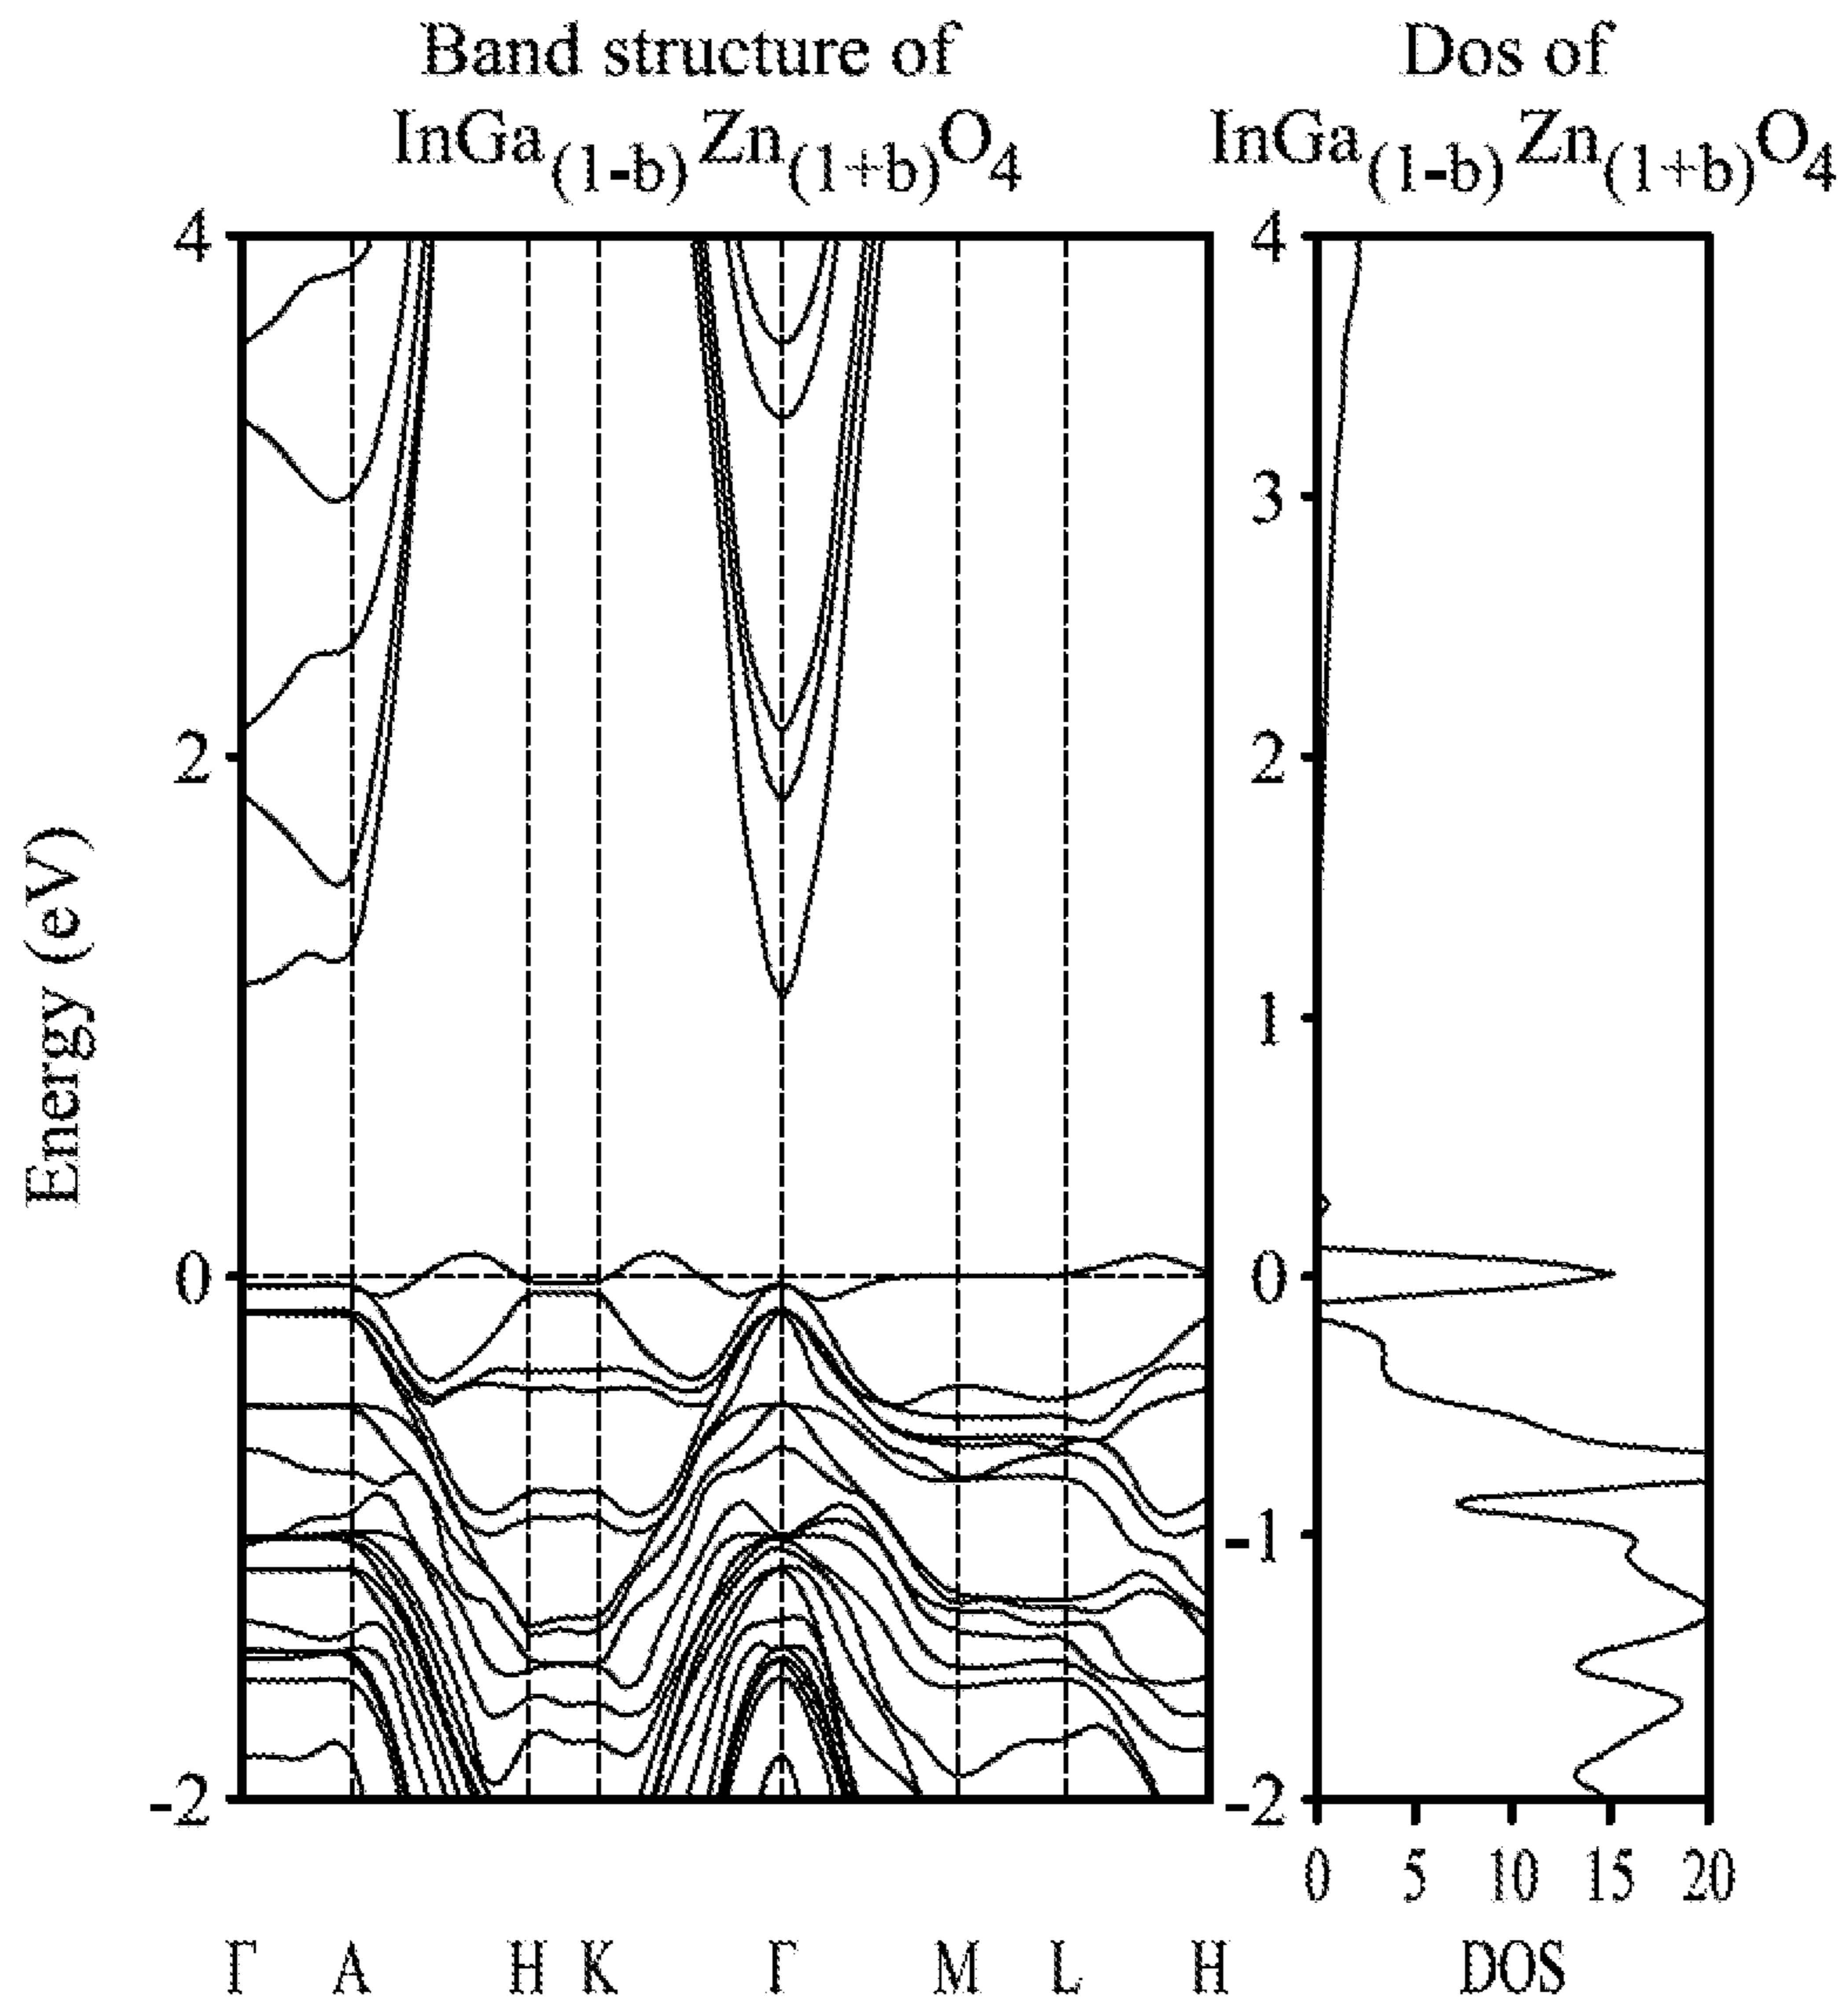 Band structure of
InGa(1-b)Zn(1+b)O4
Dos of
InGa(1-b)Zn(1+b)O4
Energy (eV)
4
2
0
-2
4
3
2
1
0
-1
-2
0 5 10 15 20
Γ A H K Γ M L H
DOS